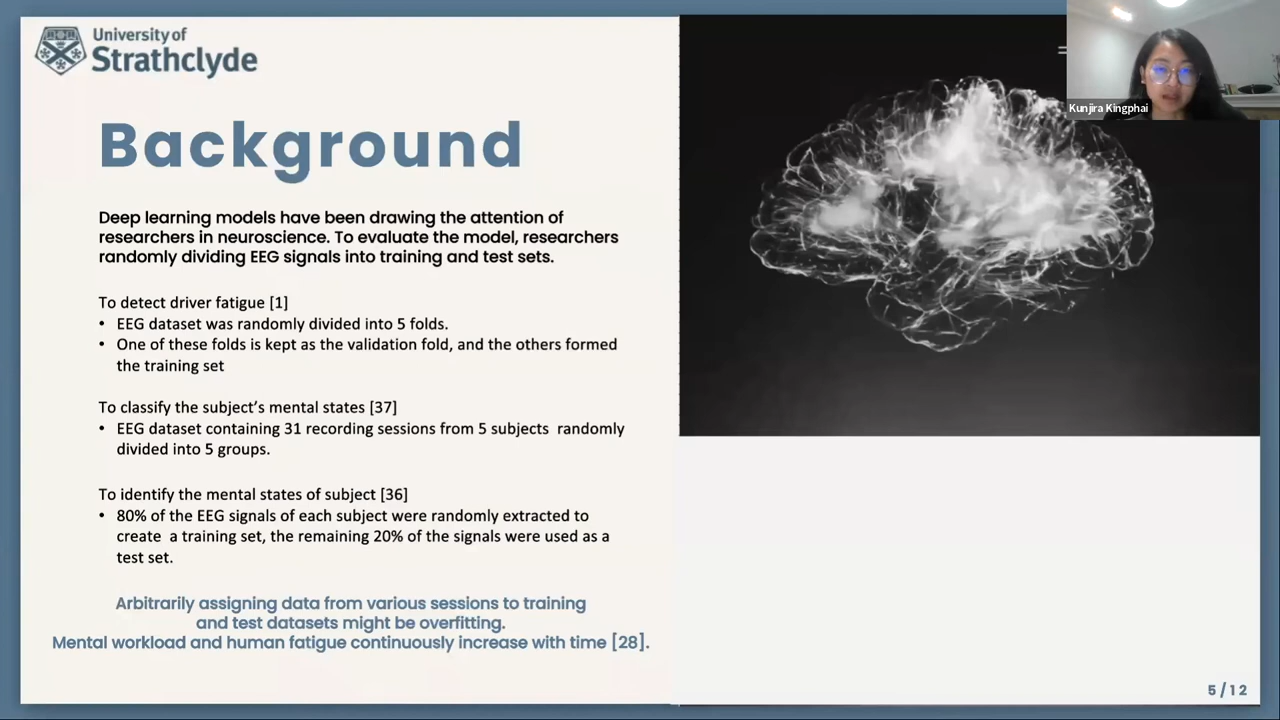 University of
Strathclyde
Kunjira Kingphai
Background
Deep learning models have been drawing the attention of
researchers in neuroscience. To evaluate the model, researchers
randomly dividing EEG signals into training and test sets.
To detect driver fatigue [1]
• EEG dataset was randomly divided into 5 folds.
• One of these folds is kept as the validation fold, and the others formed
the training set
To classify the subject's mental states [37]
• EEG dataset containing 31 recording sessions from 5 subjects randomly
divided into 5 groups.
To identify the mental states of subject [36]
• 80% of the EEG signals of each subject were randomly extracted to
create a training set, the remaining 20% of the signals were used as a
test set.
Arbitrarily assigning data from various sessions to training
and test datasets might be overfitting.
Mental workload and human fatigue continuously increase with time [28].
5 / 12